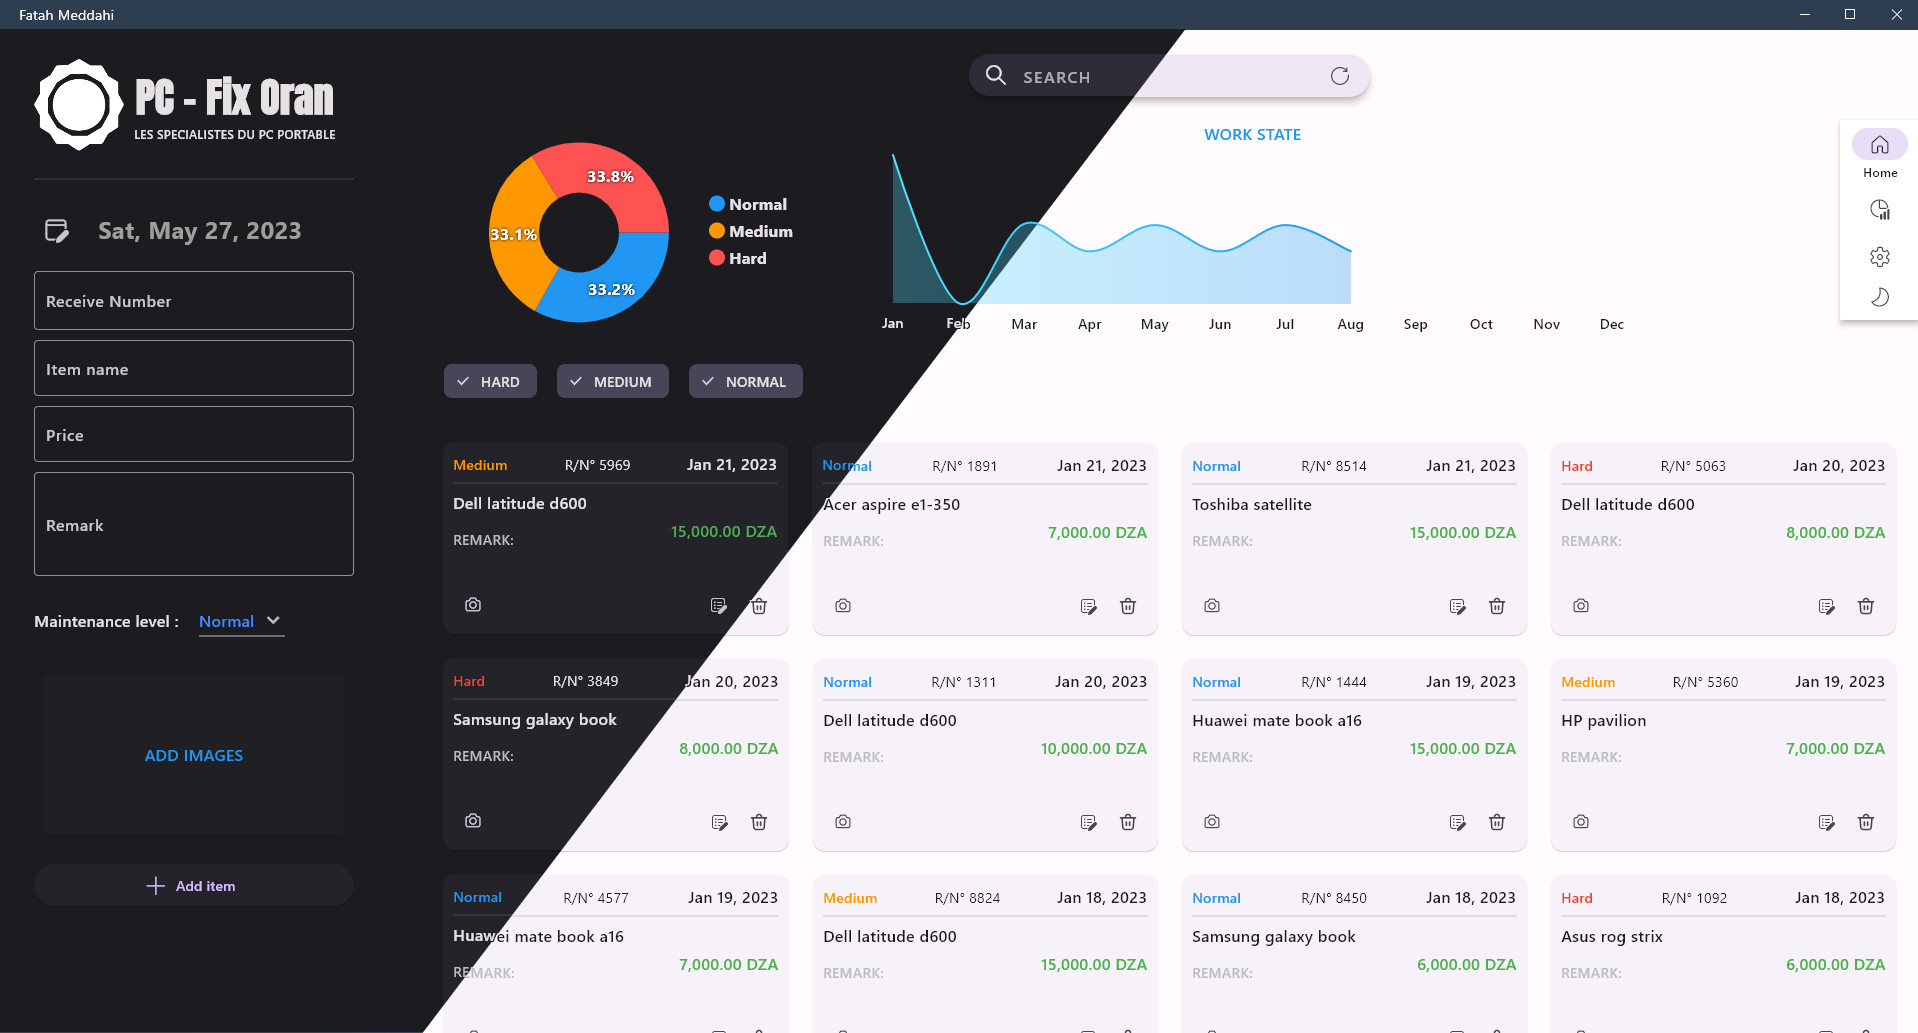 Fatah Meddahi
PC - Fix Oran
LES SPECIALISTES DU PC PORTABLE
Sat, May 27, 2023
Receive Number
Item name
Price
Remark
Maintenance level : Normal
ADD IMAGES
Add item
SEARCH
33.8%
33.1%
33.2%
Normal
Medium
Hard
WORK STATE
Jan Feb Mar Apr May Jun Jul Aug Sep Oct Nov Dec
Home
HARD MEDIUM NORMAL
Medium R/N° 5969 Jan 21, 2023
Dell latitude d600
15,000.00 DZA
REMARK:
Normal R/N° 1891 Jan 21, 2023
Acer aspire e1-350
7,000.00 DZA
REMARK:
Normal R/N° 8514 Jan 21, 2023
Toshiba satellite
15,000.00 DZA
REMARK:
Hard R/N° 5063 Jan 20, 2023
Dell latitude d600
8,000.00 DZA
REMARK:
Hard R/N° 3849 Jan 20, 2023
Samsung galaxy book
8,000.00 DZA
REMARK:
Normal R/N° 1311 Jan 20, 2023
Dell latitude d600
10,000.00 DZA
REMARK:
Normal R/N° 1444 Jan 19, 2023
Huawei mate book a16
15,000.00 DZA
REMARK:
Medium R/N° 5360 Jan 19, 2023
HP pavilion
7,000.00 DZA
REMARK:
Normal R/N° 4577 Jan 19, 2023
Huawei mate book a16
7,000.00 DZA
REMARK:
Medium R/N° 8824 Jan 18, 2023
Dell latitude d600
15,000.00 DZA
REMARK:
Normal R/N° 8450 Jan 18, 2023
Samsung galaxy book
6,000.00 DZA
REMARK:
Hard R/N° 1092 Jan 18, 2023
Asus rog strix
6,000.00 DZA
REMARK: